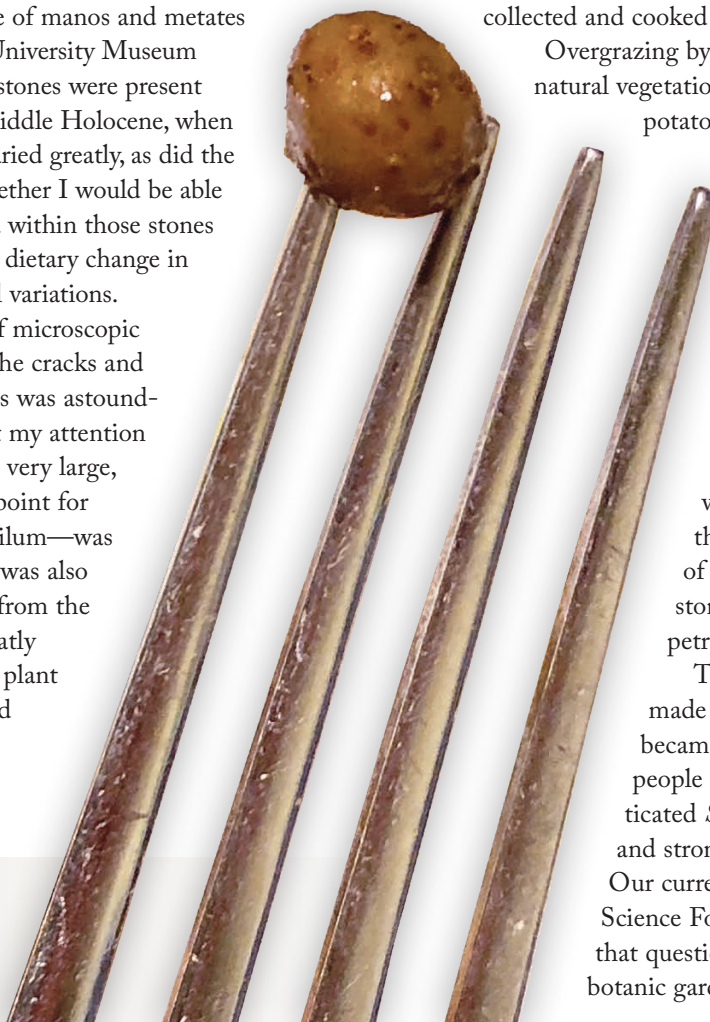 e of manos and metates
University Museum
stones were present
iddle Holocene, when
ried greatly, as did the
ether I would be able
within those stones
dietary change in
l variations.
f microscopic
he cracks and
s was astound-
t my attention
very large,
point for
ilum—was
was also
from the
atly
plant
d
collected and cooked
Overgrazing by
natural vegetatio
potato
v
th
of
ston
petr
T
made
becam
people
ticated S
and stron
Our curre
Science Fo
that questio
botanic gard